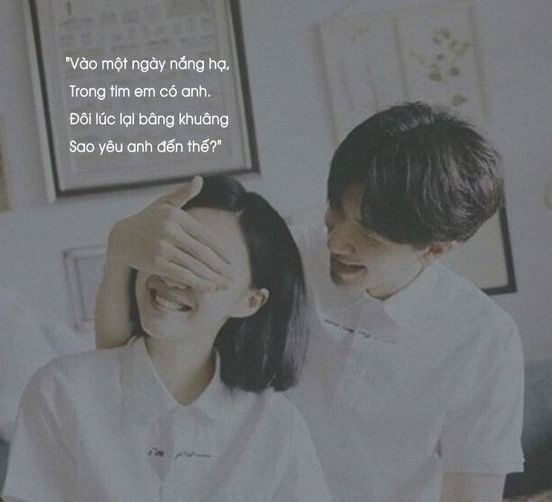 "Vào một ngày nắng hạ,
Trong tim em có anh.
Đôi lúc lại bâng khuâng
Sao yêu anh đến thế?"
i'm